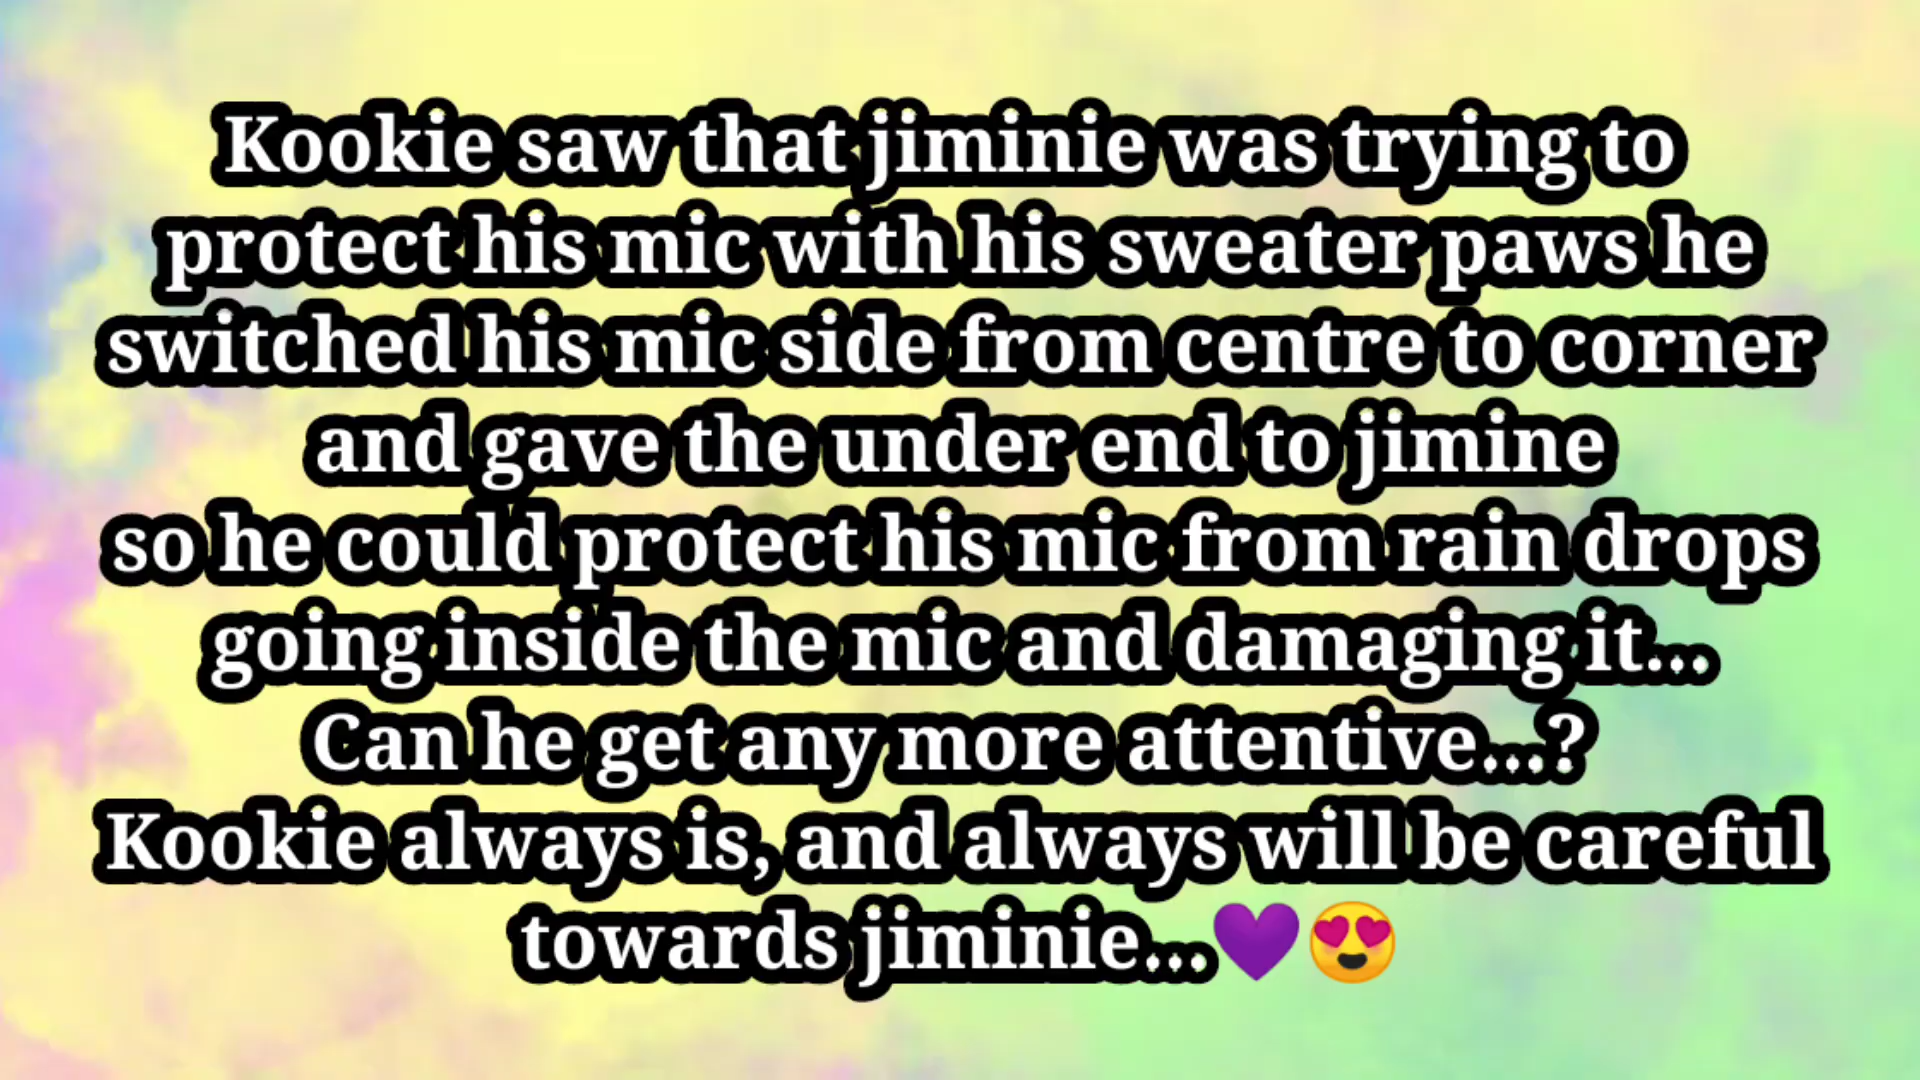 Kookie saw that jiminie was trying to
protect his mic with his sweater paws he
switched his mic side from centre to corner
and gave the under end to jimine
so he could protect his mic from rain drops
going inside the mic and damaging it...
Can he get any more attentive...?
Kookie always is, and always will be careful
towards jiminie...💜😍